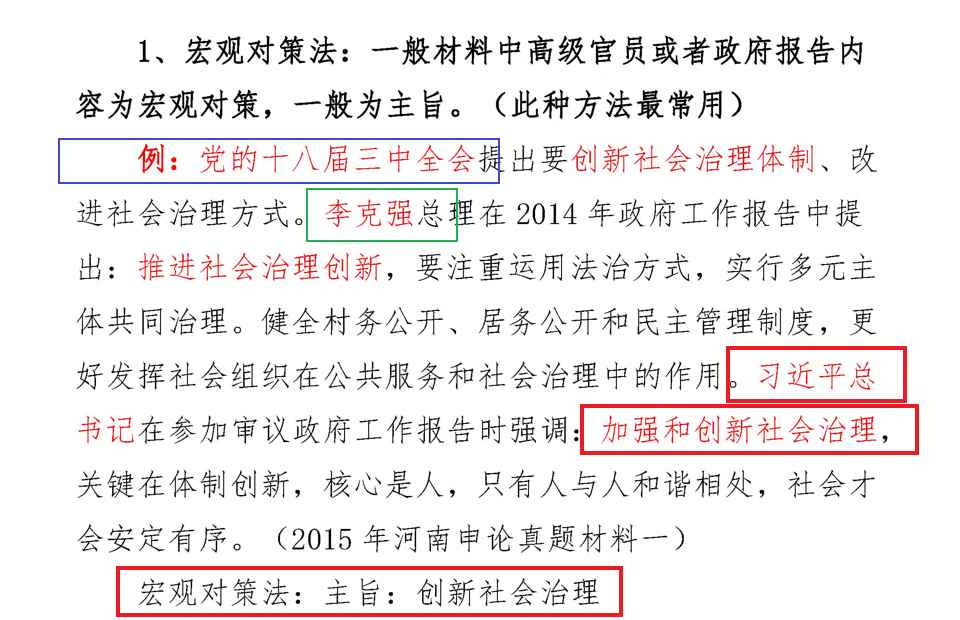 1、宏观对策法：一般材料中高级官员或者政府报告内
容为宏观对策，一般为主旨。（此种方法最常用）
例：党的十八届三中全会提出要创新社会治理体制、改
进社会治理方式。李克强总理在 2014 年政府工作报告中提
出：推进社会治理创新，要注重运用法治方式，实行多元主
体共同治理。健全村务公开、居务公开和民主管理制度，更
好发挥社会组织在公共服务和社会治理中的作用。习近平总
书记在参加审议政府工作报告时强调：加强和创新社会治理，
关键在体制创新，核心是人，只有人与人和谐相处，社会才
会安定有序。（2015 年河南申论真题材料一）
宏观对策法：主旨：创新社会治理